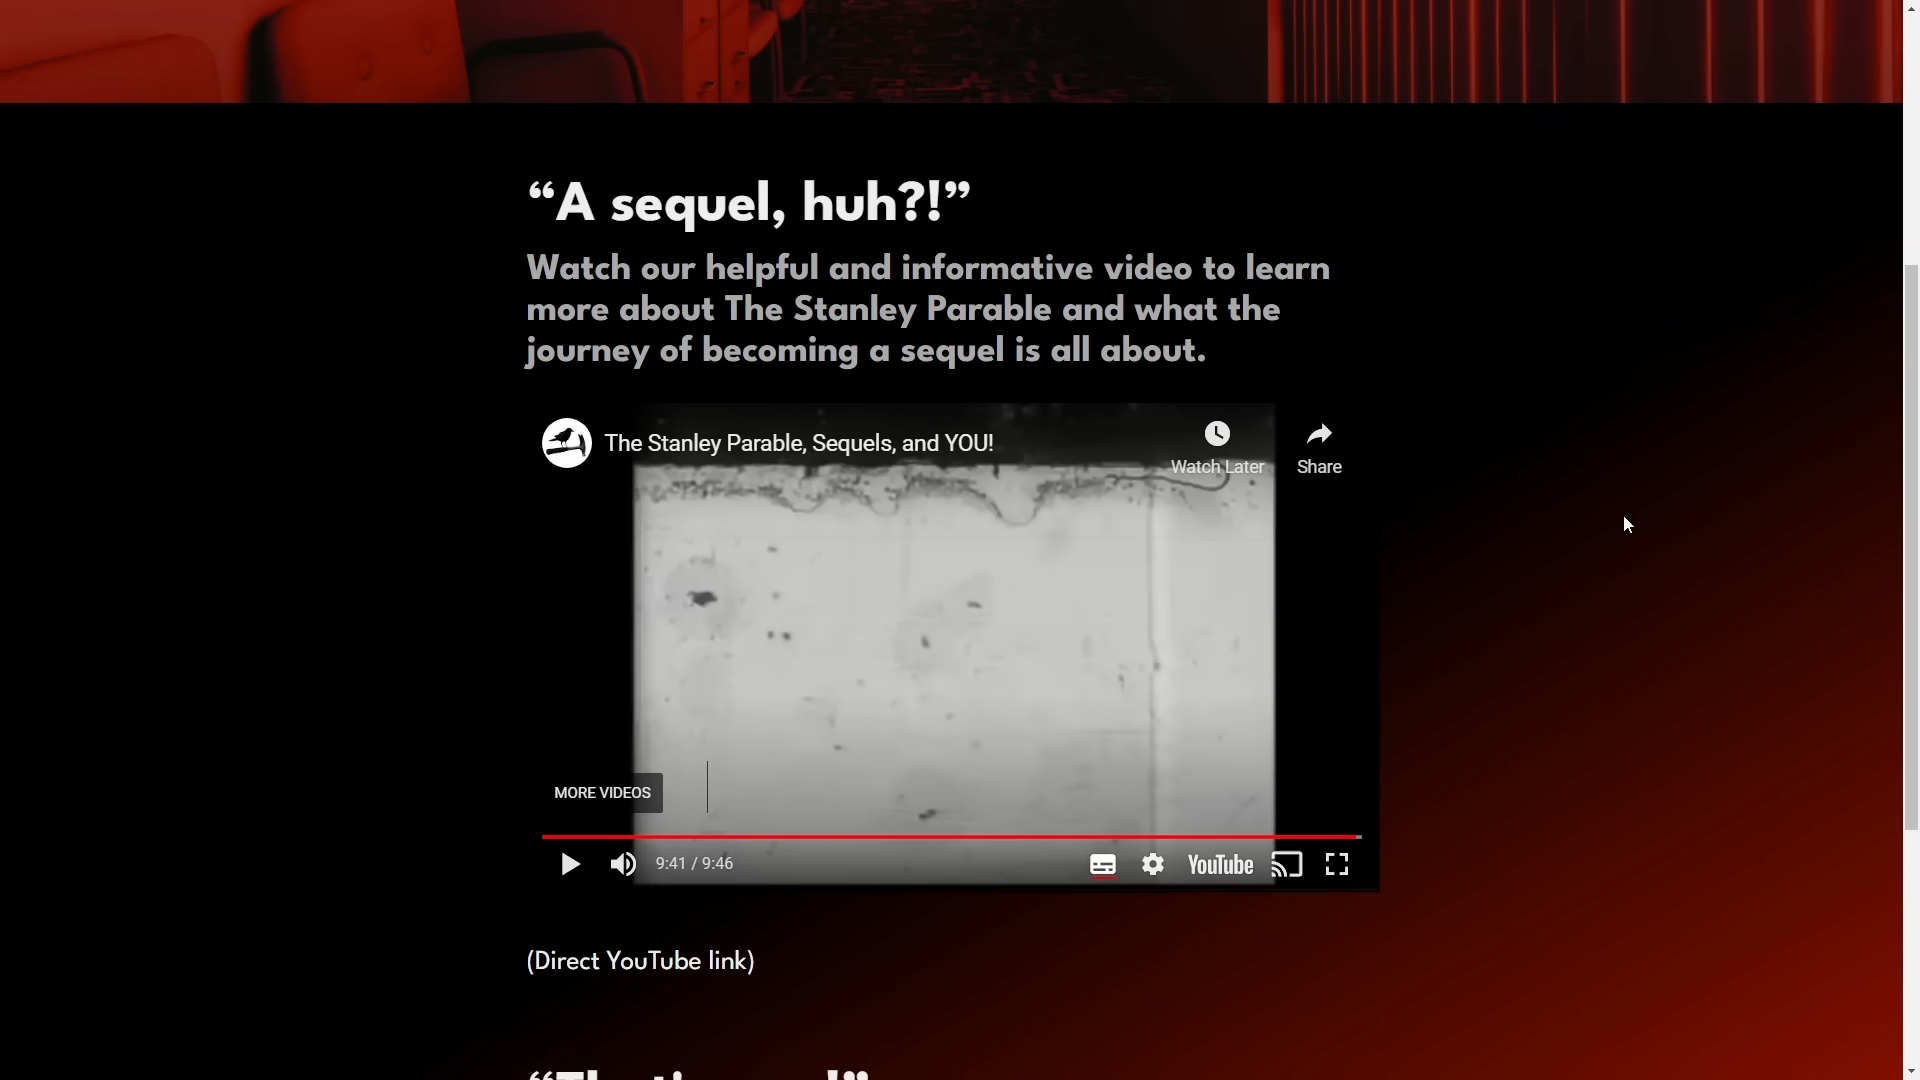 “A sequel, huh?!”
Watch our helpful and informative video to learn
more about The Stanley Parable and what the
journey of becoming a sequel is all about.
The Stanley Parable, Sequels, and YOU!
Watch Later
Share
MORE VIDEOS
9:41 / 9:46
YouTube
(Direct YouTube link)